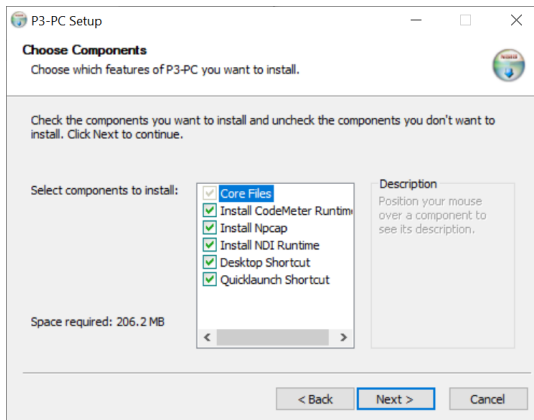 P3-PC Setup
Choose Components
Choose which features of P3-PC you want to install.
Check the components you want to install and uncheck the components you don't want to
install. Click Next to continue.
Select components to install:
Core Files
Install CodeMeter Runtim
Install Npcap
Install NDI Runtime
Desktop Shortcut
Quicklaunch Shortcut
Description
Position your mouse
over a component to
see its description.
Space required: 206.2 MB
< Back
Next >
Cancel